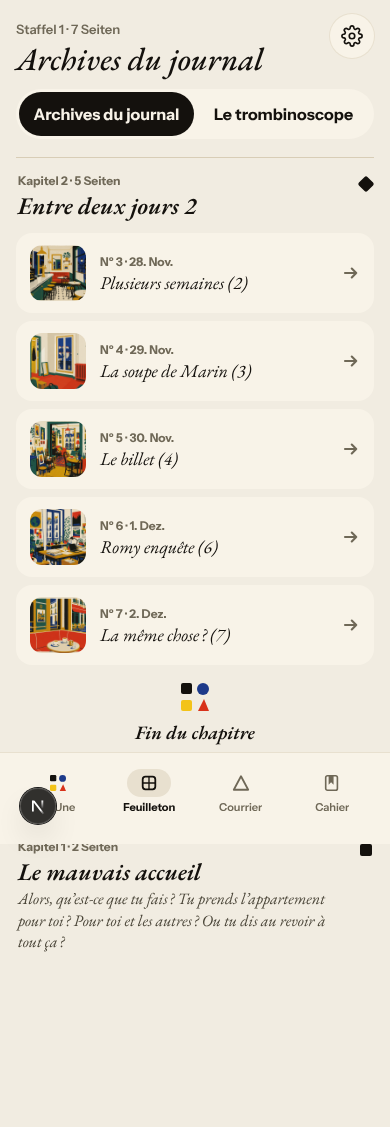 Staffel 1 · 7 Seiten
Archives du journal
Archives du journal
Le trombinoscope
Kapitel 2 · 5 Seiten
Entre deux jours 2
N° 3 · 28. Nov.
Plusieurs semaines (2)
N° 4 · 29. Nov.
La soupe de Marin (3)
N° 5 · 30. Nov.
Le billet (4)
N° 6 · 1. Dez.
Romy enquête (6)
N° 7 · 2. Dez.
La même chose ? (7)
Fin du chapitre
N
Une
Feuilleton
Courrier
Cahier
Kapitel 1 · 2 Seiten
Le mauvais accueil
Alors, qu’est-ce que tu fais ? Tu prends l’appartement
pour toi ? Pour toi et les autres ? Ou tu dis au revoir à
tout ça ?